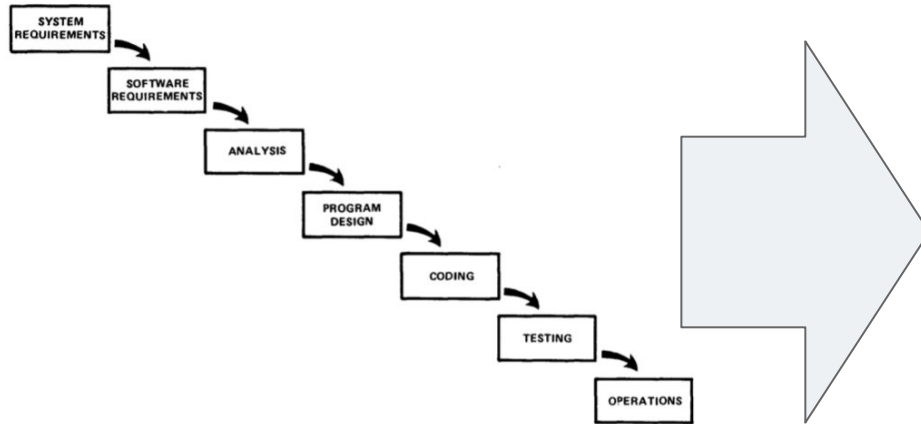 SYSTEM
REQUIREMENTS
SOFTWARE
REQUIREMENTS
ANALYSIS
PROGRAM
DESIGN
CODING
TESTING
OPERATIONS